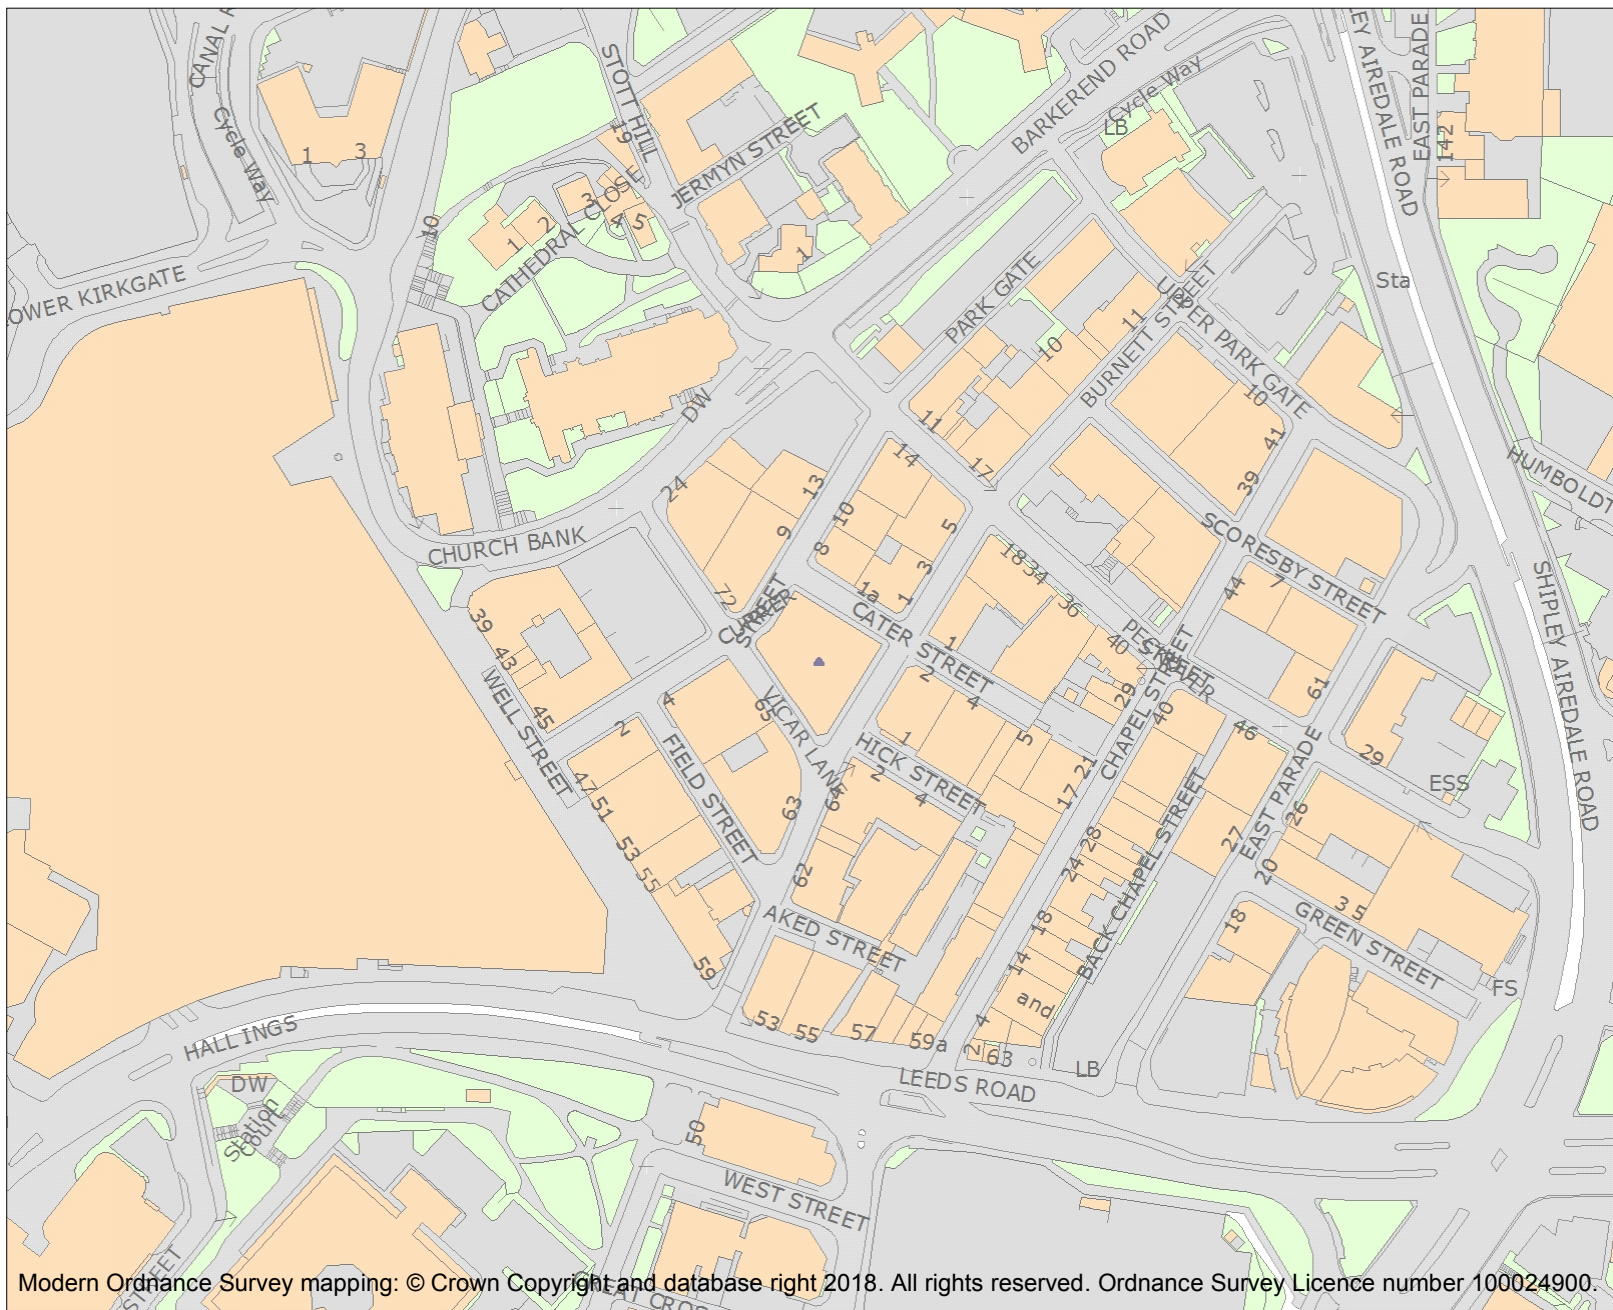 CANAL R
Cycle Way
1
3
STOTT HILL
19
JERMYN STREET
BARKEREND ROAD
Cycle Way
LB
LEY AIREDALE ROAD
EAST PARADE
142
10
CATHEDRAL CLOSE
1
2
3
4
5
1
OWER KIRKGATE
PARK GATE
Sta
UPPER PARK GATE
11
10
BURNETT STREET
10
41
39
HUMBOLDT
DW
11
17
14
24
13
9
10
8
5
3
1
1a
CHURCH BANK
SCORESBY STREET
18
34
36
40
44
7
SHIPLEY AIREDALE ROAD
39
43
45
WELL STREET
72
CURRER
STREET
CATER STREET
1
PECKOVER
STREET
29
61
4
2
65
VICAR LANE
2
4
5
1
HICK STREET
2
4
CHAPEL STREET
40
46
29
ESS
FIELD STREET
47
51
53
55
59
63
64
62
17
21
BACK CHAPEL STREET
EAST PARADE
27
26
20
28
24
18
14
and
4
2
63
AKED STREET
3
5
18
GREEN STREET
FS
53
55
57
59a
HALL INGS
LEEDS ROAD
LB
DW
Station
Court
50
WEST STREET
STREET
Modern Ordnance Survey mapping: © Crown Copyright and database right 2018. All rights reserved. Ordnance Survey Licence number 100024900.